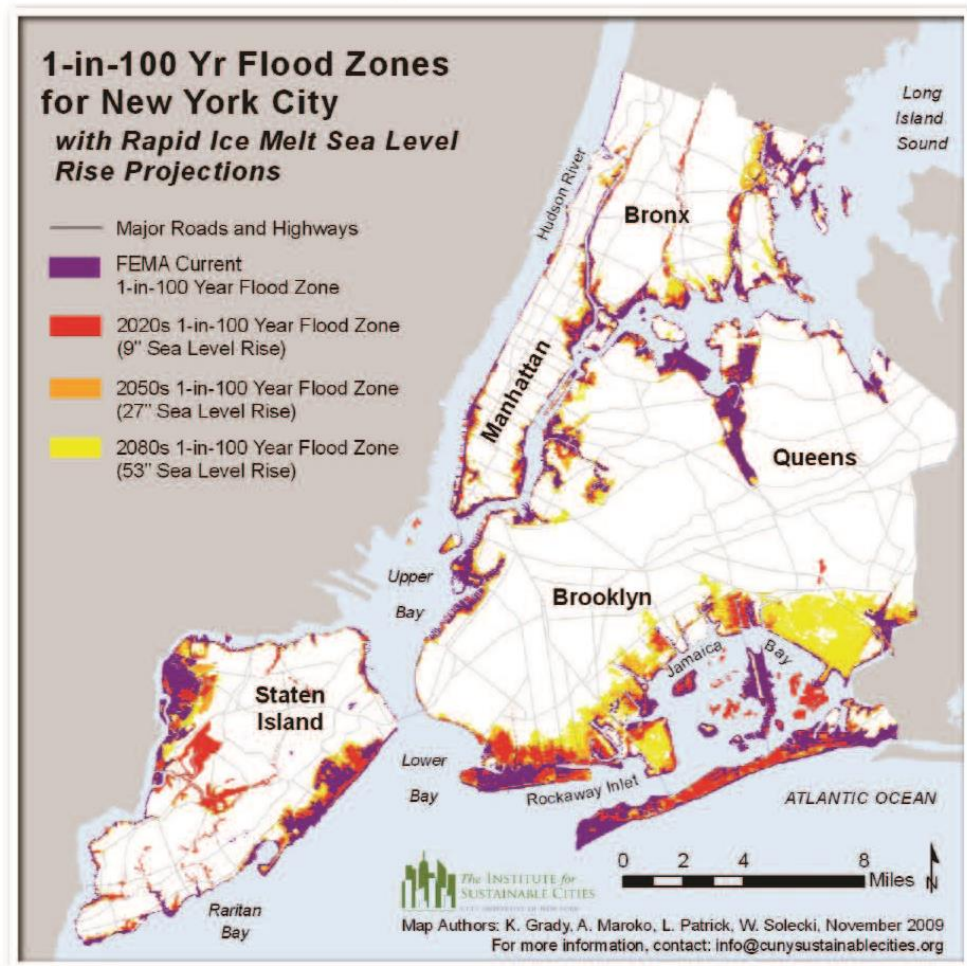 1-in-100 Yr Flood Zones
for New York City
with Rapid Ice Melt Sea Level
Rise Projections
Major Roads and Highways
FEMA Current
1-in-100 Year Flood Zone
2020s 1-in-100 Year Flood Zone
(9" Sea Level Rise)
2050s 1-in-100 Year Flood Zone
(27" Sea Level Rise)
2080s 1-in-100 Year Flood Zone
(53" Sea Level Rise)
Long
Island
Sound
Hudson River
Bronx
Manhattan
Queens
Upper
Bay
Brooklyn
Jamaica
Bay
Staten
Island
Lower
Bay
Rockaway Inlet
ATLANTIC OCEAN
Raritan
Bay
0 2 4 8
Miles
N
The INSTITUTE for
SUSTAINABLE CITIES
CITY UNIVERSITY OF NEW YORK
Map Authors: K. Grady, A. Maroko, L. Patrick, W. Solecki, November 2009
For more information, contact: info@cunysustainablecities.org